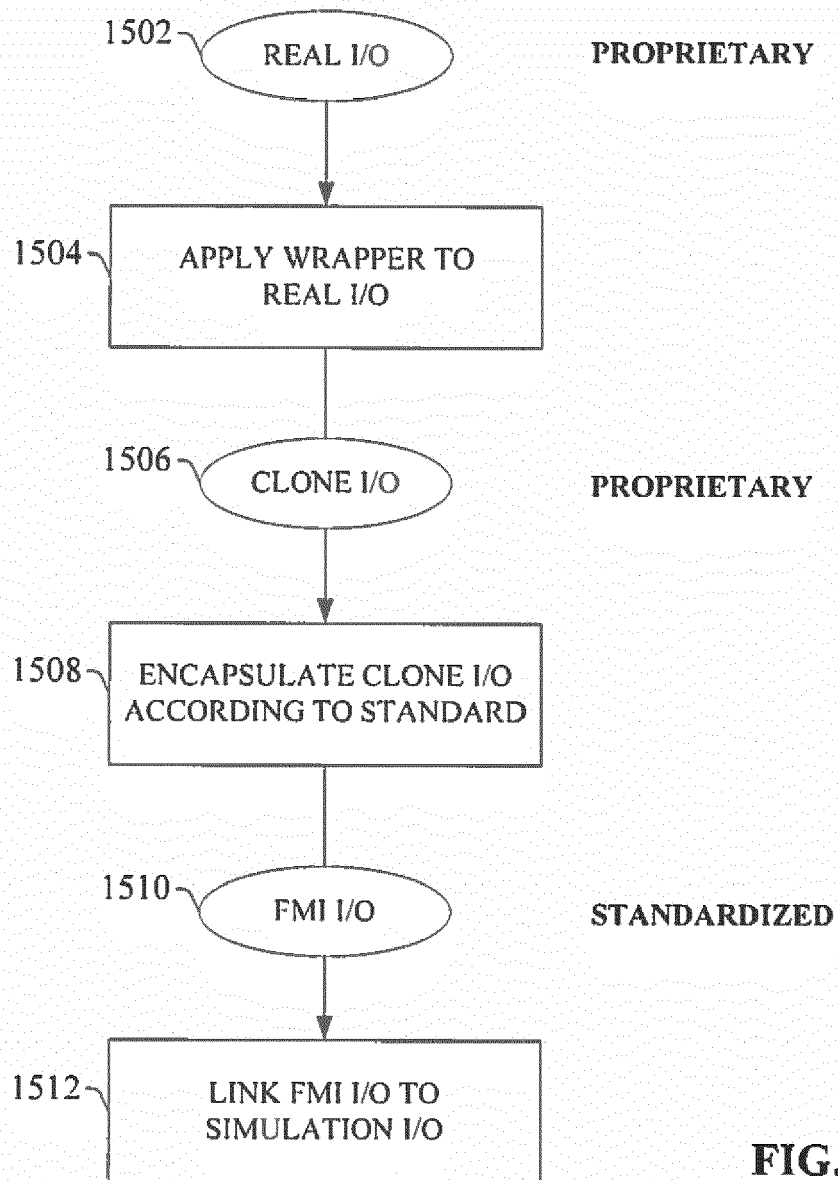 1502 REAL I/O PROPRIETARY
1504 APPLY WRAPPER TO
REAL I/O
1506 CLONE I/O PROPRIETARY
1508 ENCAPSULATE CLONE I/O
ACCORDING TO STANDARD
1510 FMI I/O STANDARDIZED
1512 LINK FMI I/O TO
SIMULATION I/O
FIG.